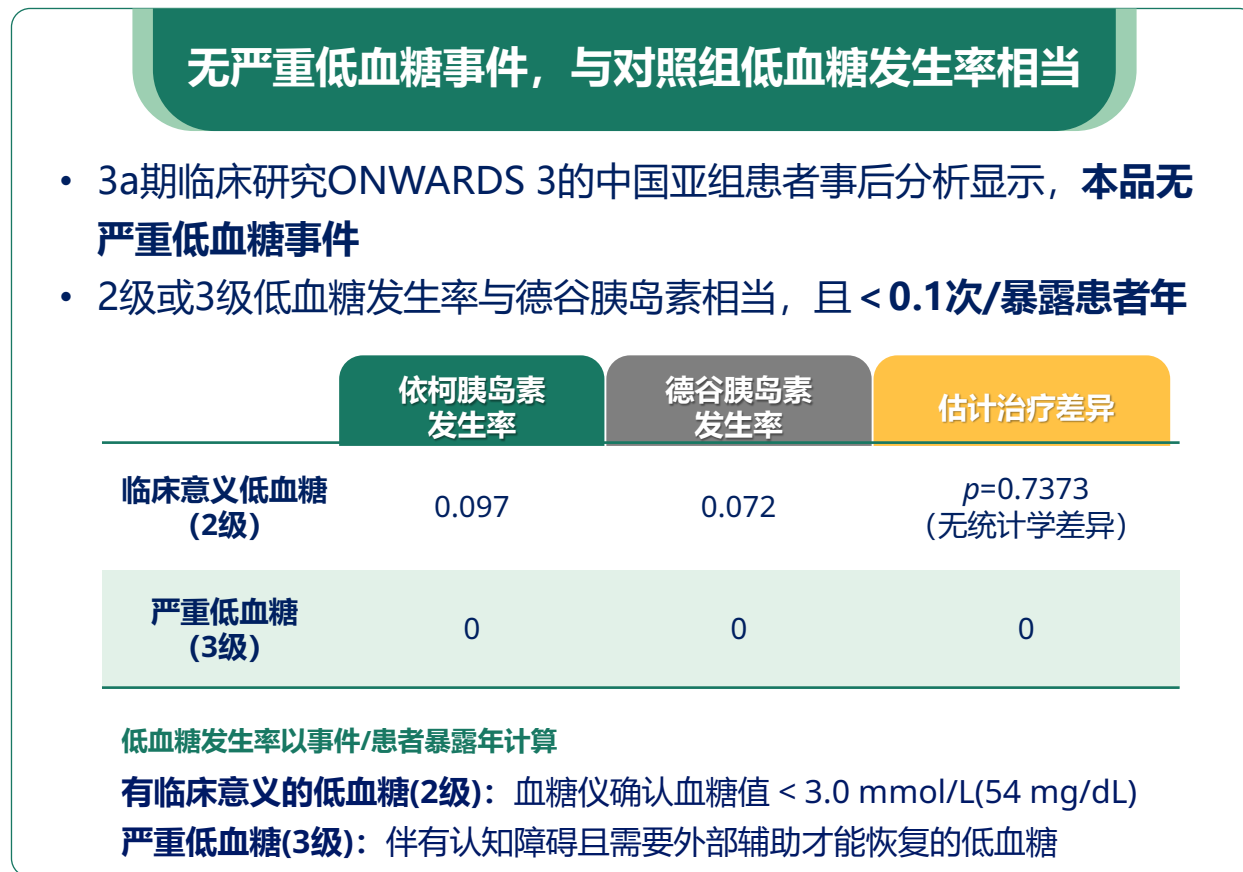 无严重低血糖事件，与对照组低血糖发生率相当
• 3a期临床研究ONWARDS 3的中国亚组患者事后分析显示，本品无
严重低血糖事件
• 2级或3级低血糖发生率与德谷胰岛素相当，且＜0.1次/暴露患者年
依柯胰岛素
发生率
德谷胰岛素
发生率
估计治疗差异
临床意义低血糖
(2级)
0.097
0.072
p=0.7373
(无统计学差异)
严重低血糖
(3级)
0
0
0
低血糖发生率以事件/患者暴露年计算
有临床意义的低血糖(2级)：血糖仪确认血糖值 < 3.0 mmol/L(54 mg/dL)
严重低血糖(3级)：伴有认知障碍且需要外部辅助才能恢复的低血糖